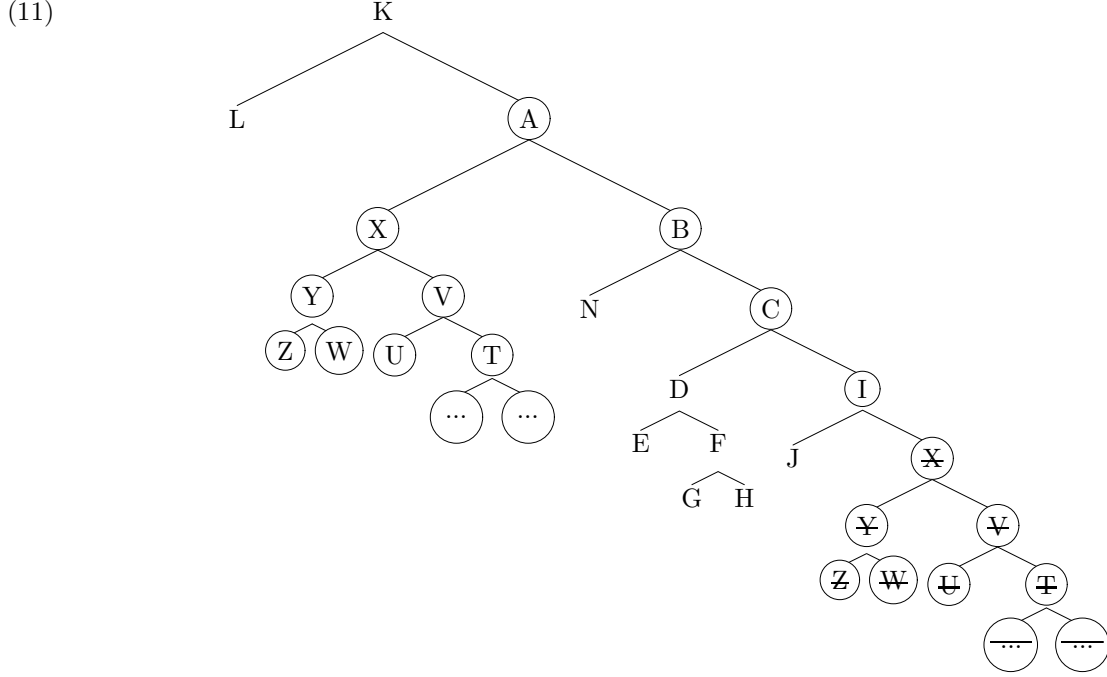 (11) K
L A
X B
Y V N C
Z W U T D I
... ... E F J X
G H Y V
Z W U T
... ...